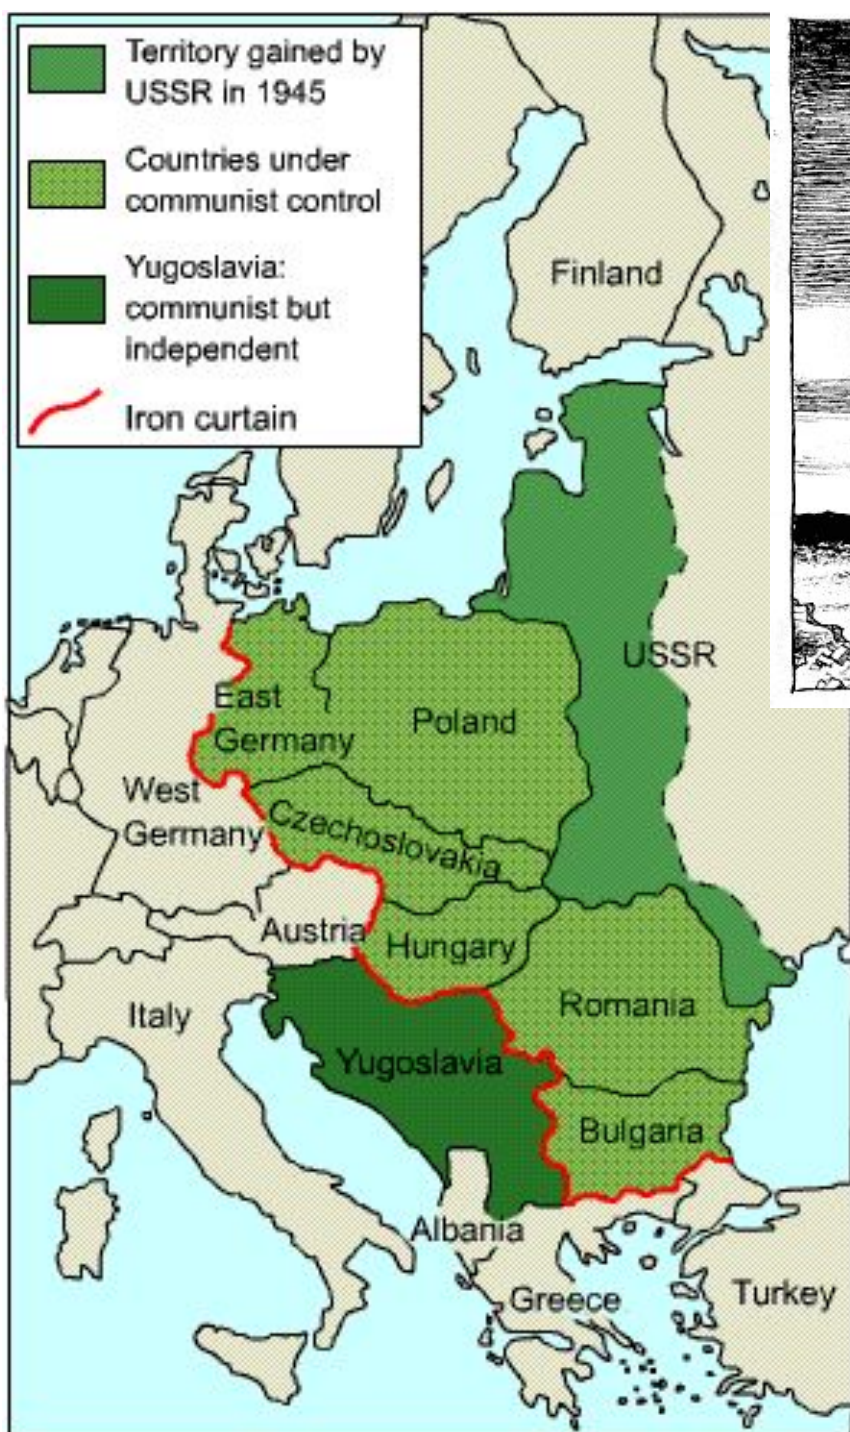 Territory gained by
USSR in 1945
Countries under
communist control
Yugoslavia:
communist but
independent
Iron curtain
Finland
USSR
East
Germany
Poland
West
Germany
Czechoslovakia
Austria
Hungary
Italy
Romania
Yugoslavia
Bulgaria
Albania
Greece
Turkey